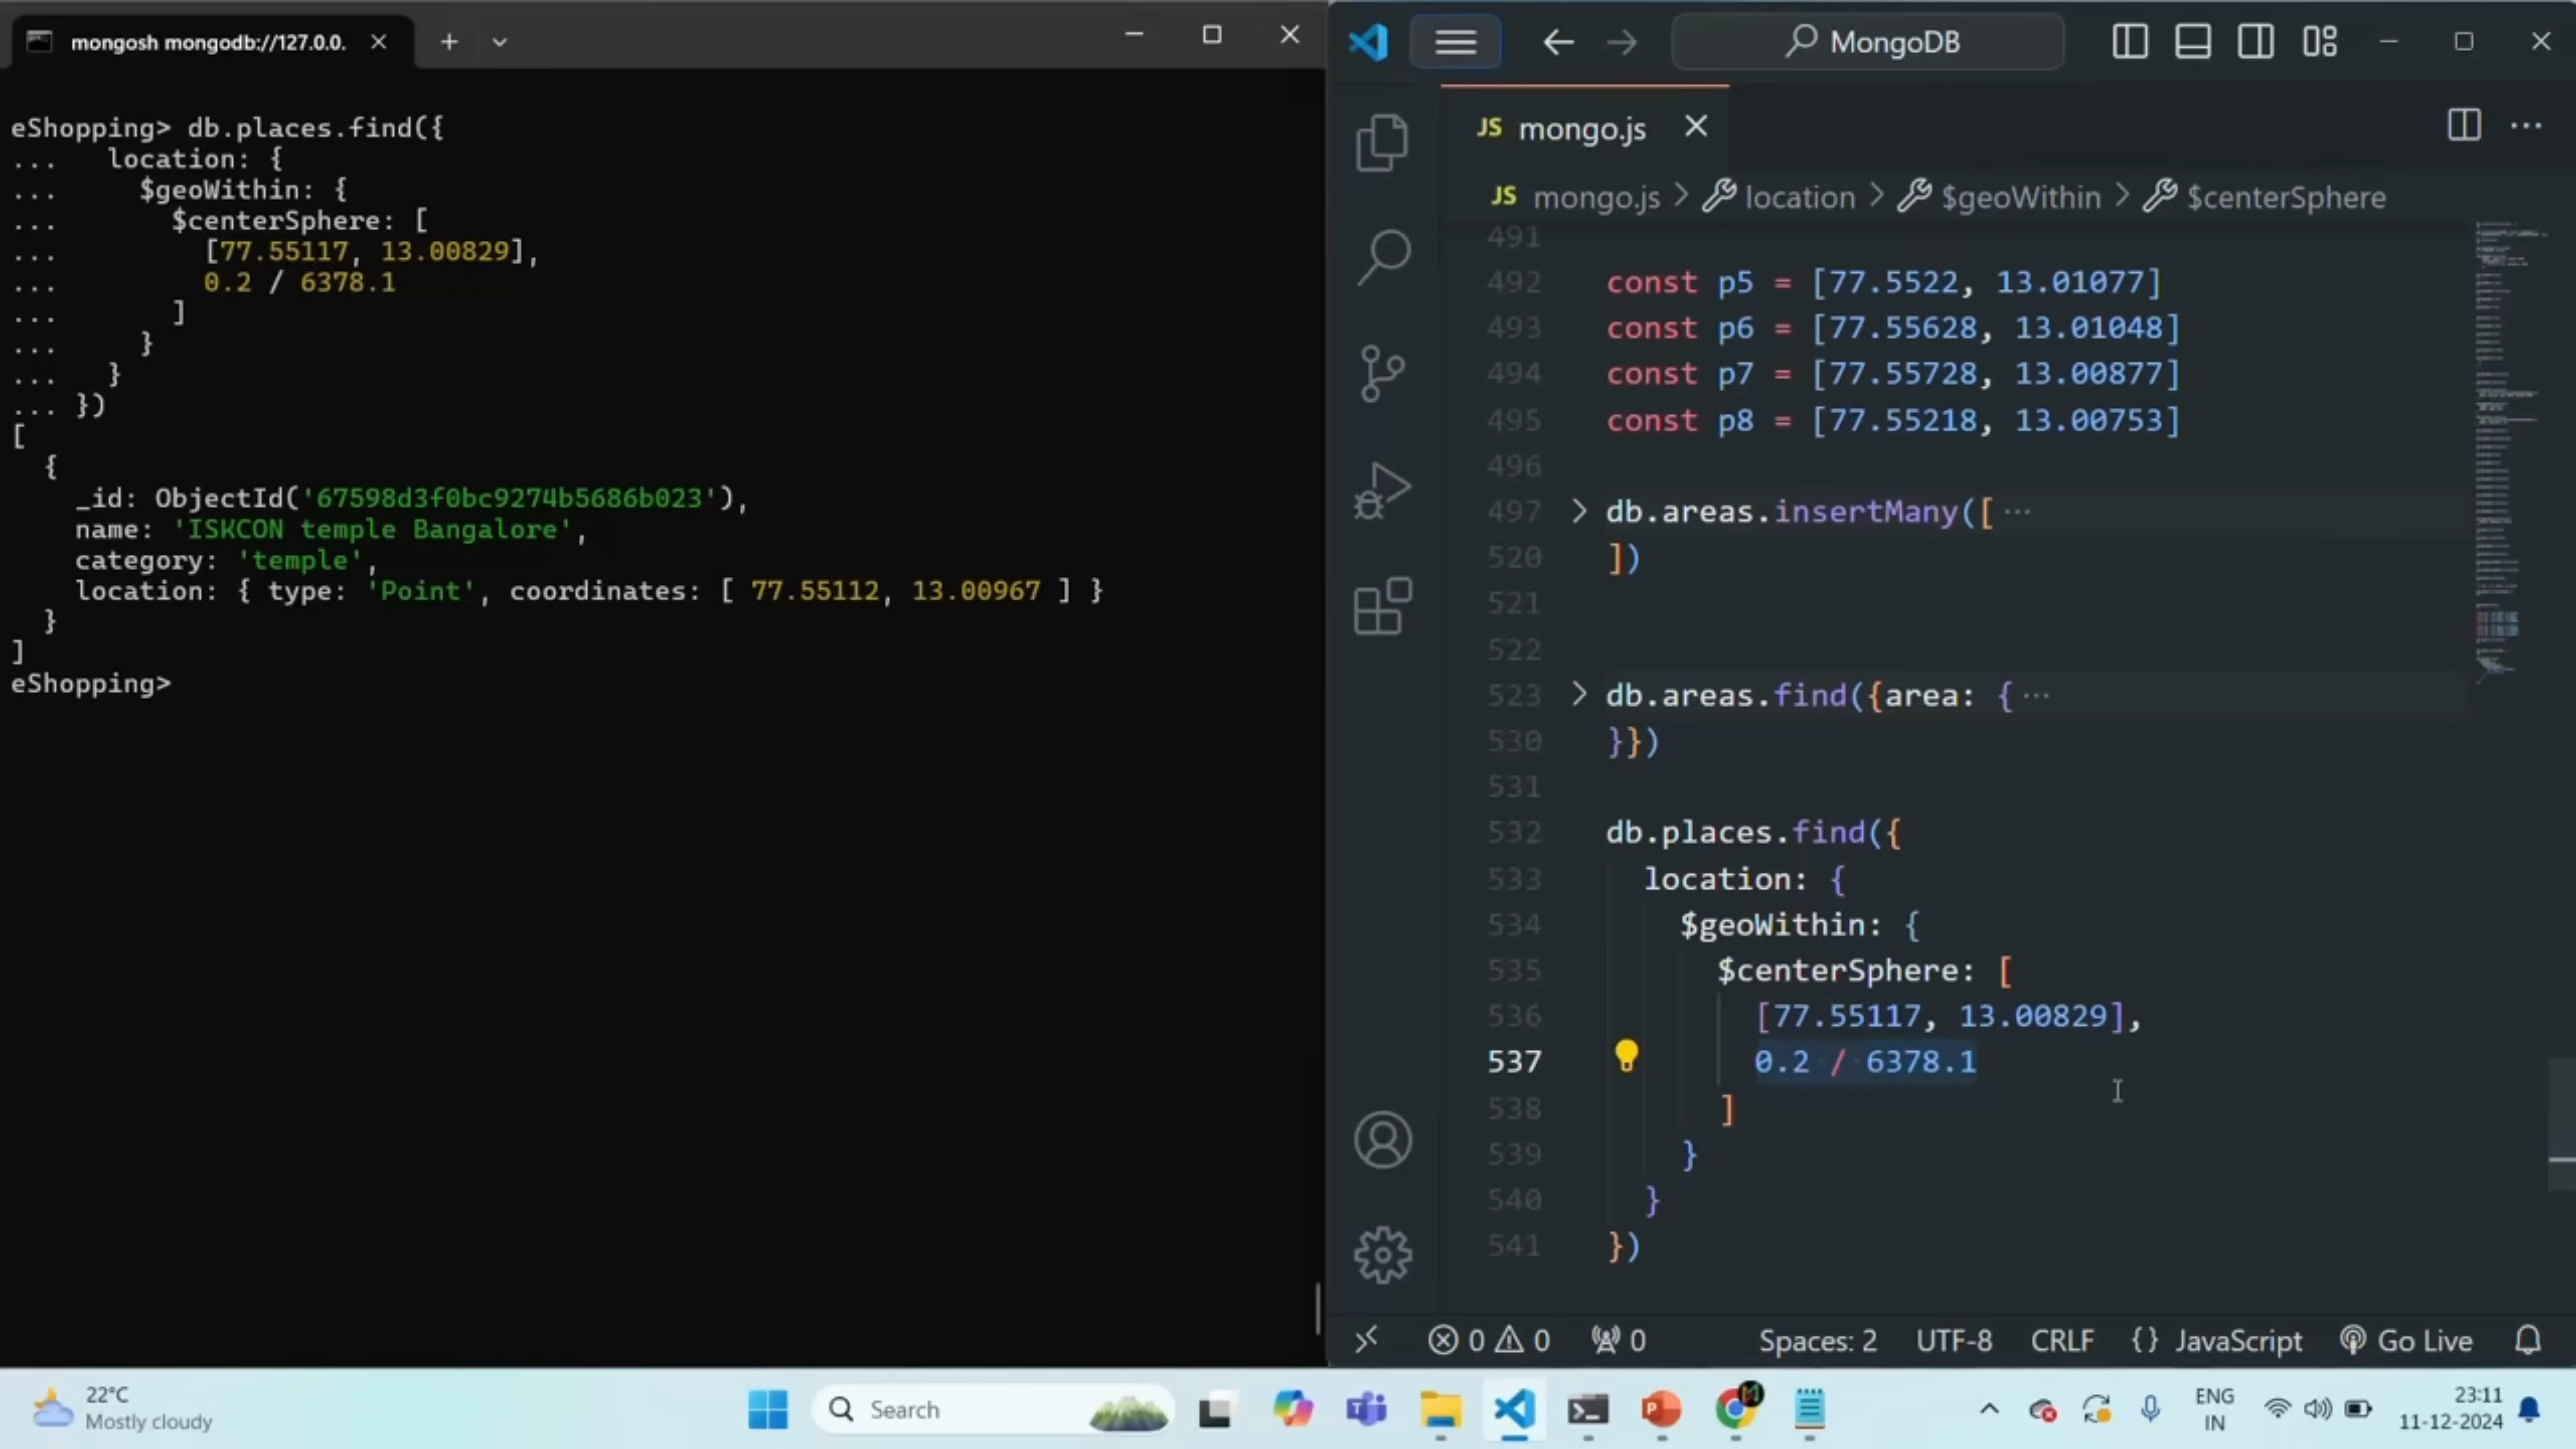 mongosh mongodb://127.0.0.
eShopping> db.places.find({
... location: {
... $geoWithin: {
... $centerSphere: [
... [77.55117, 13.00829],
... 0.2 / 6378.1
... ]
... }
... }
... })
[
{
_id: ObjectId('67598d3f0bc9274b5686b023'),
name: 'ISKCON temple Bangalore',
category: 'temple',
location: { type: 'Point', coordinates: [ 77.55112, 13.00967 ] }
}
]
eShopping>
MongoDB
JS mongo.js
JS mongo.js > location > $geoWithin > $centerSphere
491
492 const p5 = [77.5522, 13.01077]
493 const p6 = [77.55628, 13.01048]
494 const p7 = [77.55728, 13.00877]
495 const p8 = [77.55218, 13.00753]
496
497 > db.areas.insertMany([ ...
520 ])
521
522
523 > db.areas.find({area: { ...
530 }})
531
532 db.places.find({
533 location: {
534 $geoWithin: {
535 $centerSphere: [
536 [77.55117, 13.00829],
537 0.2 / 6378.1
538 ]
539 }
540 }
541 })
0 0 0 Spaces: 2 UTF-8 CRLF {} JavaScript Go Live
22°C
Mostly cloudy
Search
ENG
IN
23:11
11-12-2024